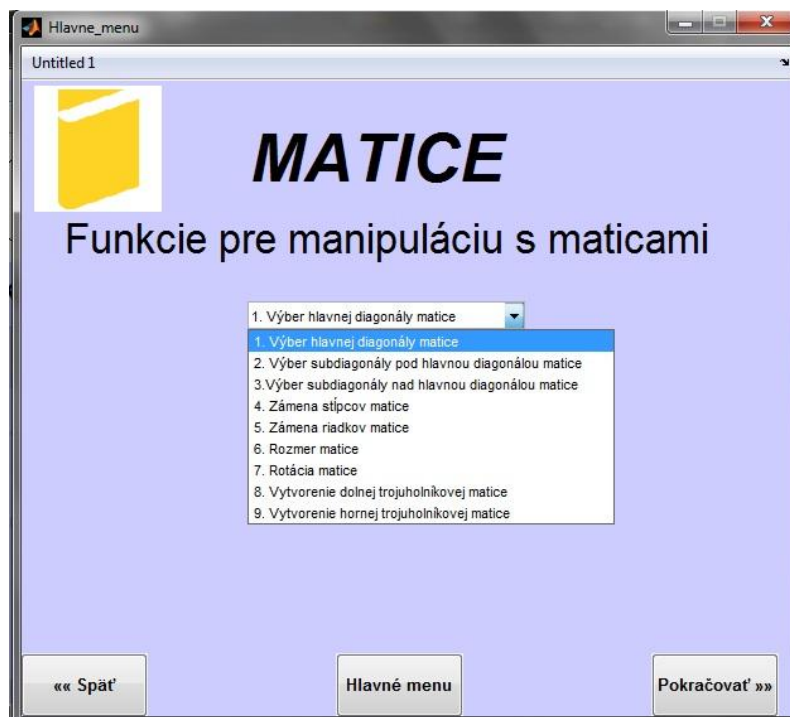 Hlavne_menu
Untitled 1
MATICE
Funkcie pre manipuláciu s maticami
1. Výber hlavnej diagonály matice
1. Výber hlavnej diagonály matice
2. Výber subdiagonály pod hlavnou diagonálou matice
3.Výber subdiagonály nad hlavnou diagonálou matice
4. Zámena stĺpcov matice
5. Zámena riadkov matice
6. Rozmer matice
7. Rotácia matice
8. Vytvorenie dolnej trojuholníkovej matice
9. Vytvorenie hornej trojuholníkovej matice
«« Späť
Hlavné menu
Pokračovať »»